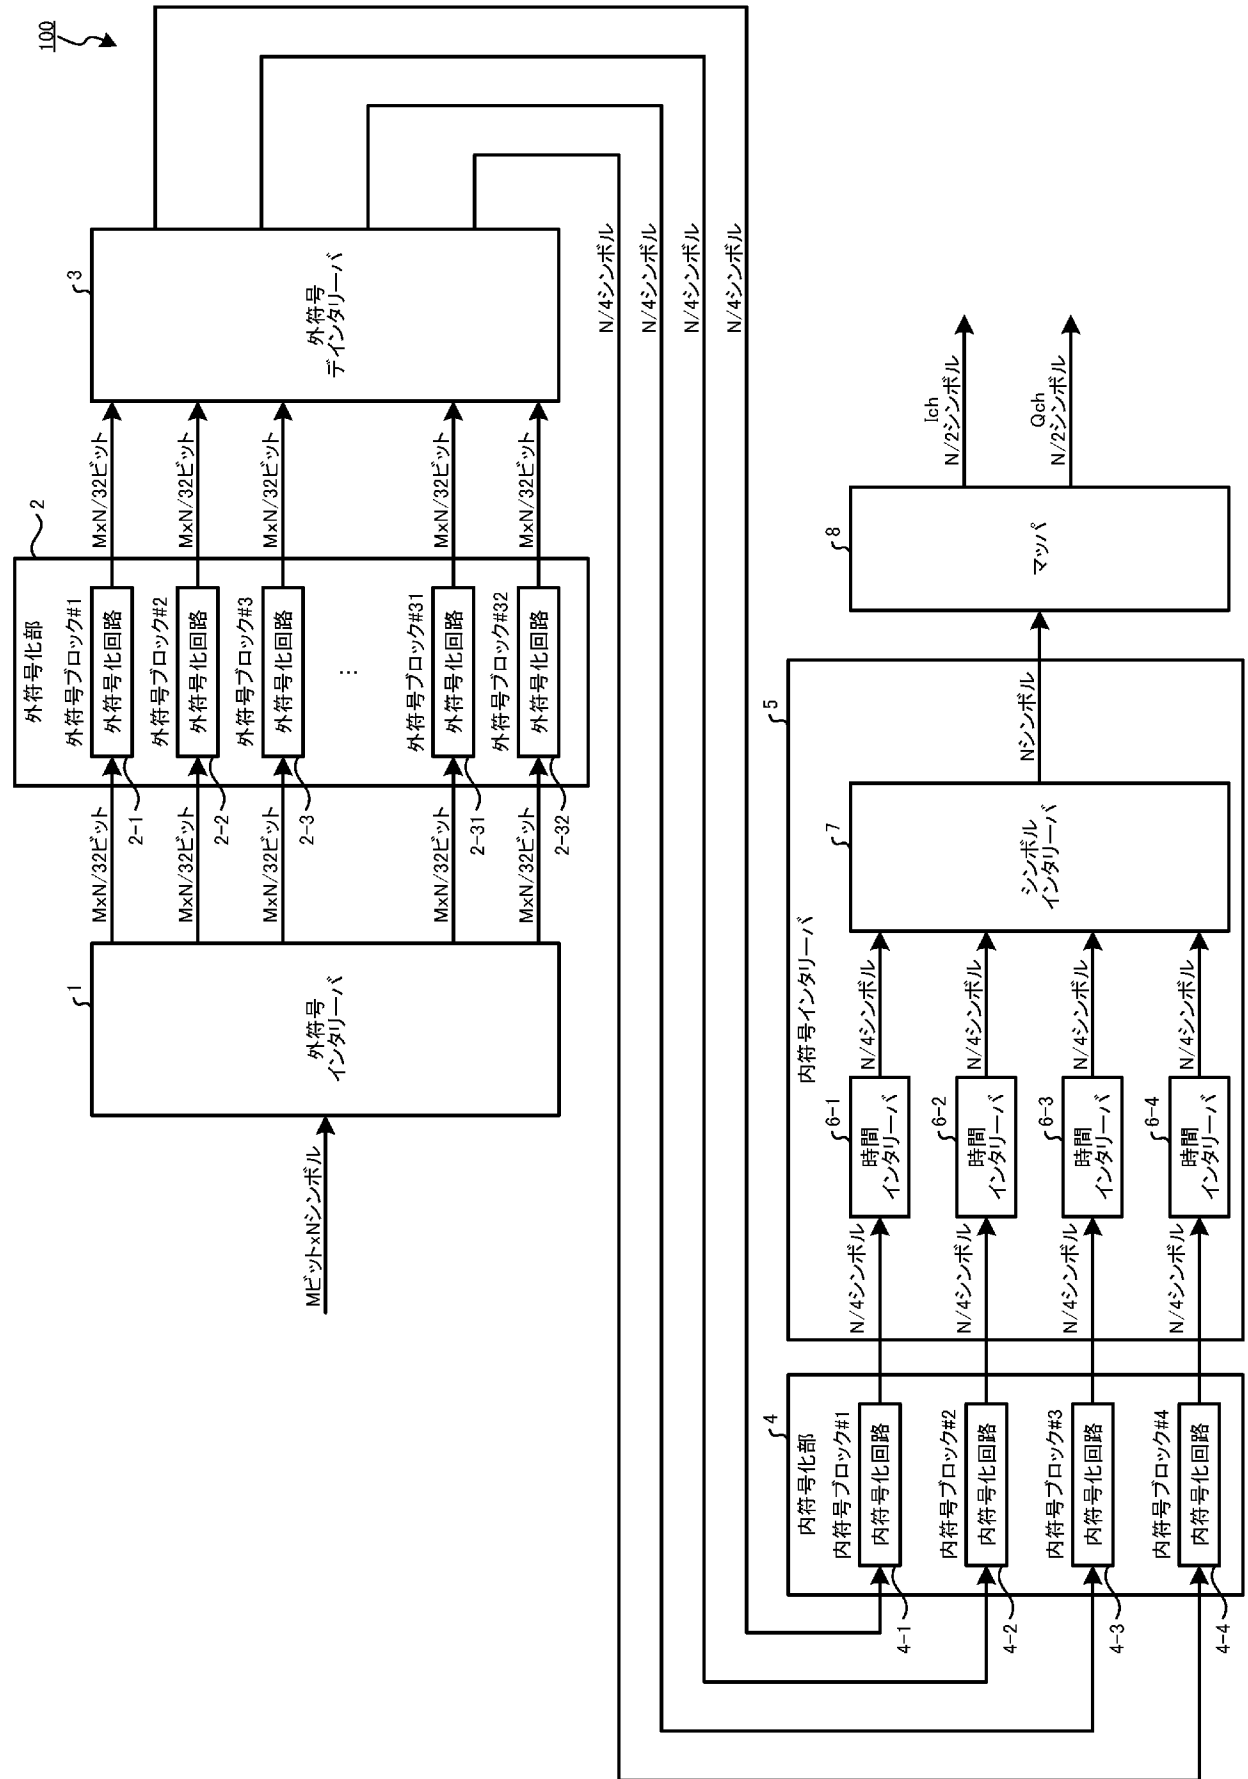 100
Mビット×Nシンボル
1
外符号
インタリーバ
MxN/32ビット
MxN/32ビット
MxN/32ビット
MxN/32ビット
MxN/32ビット
2
外符号化部
外符号ブロック#1
外符号化回路
2-1
外符号ブロック#2
外符号化回路
2-2
外符号ブロック#3
外符号化回路
2-3
…
外符号ブロック#31
外符号化回路
2-31
外符号ブロック#32
外符号化回路
2-32
MxN/32ビット
MxN/32ビット
MxN/32ビット
MxN/32ビット
MxN/32ビット
3
外符号
デインタリーバ
N/4シンボル
N/4シンボル
N/4シンボル
N/4シンボル
4
内符号化部
内符号ブロック#1
内符号化回路
4-1
内符号ブロック#2
内符号化回路
4-2
内符号ブロック#3
内符号化回路
4-3
内符号ブロック#4
内符号化回路
4-4
5
内符号インタリーバ
N/4シンボル
N/4シンボル
N/4シンボル
N/4シンボル
6-1
時間
インタリーバ
6-2
時間
インタリーバ
6-3
時間
インタリーバ
6-4
時間
インタリーバ
N/4シンボル
N/4シンボル
N/4シンボル
N/4シンボル
7
シンボル
インタリーバ
Nシンボル
8
マッパ
Ich
N/2シンボル
Qch
N/2シンボル